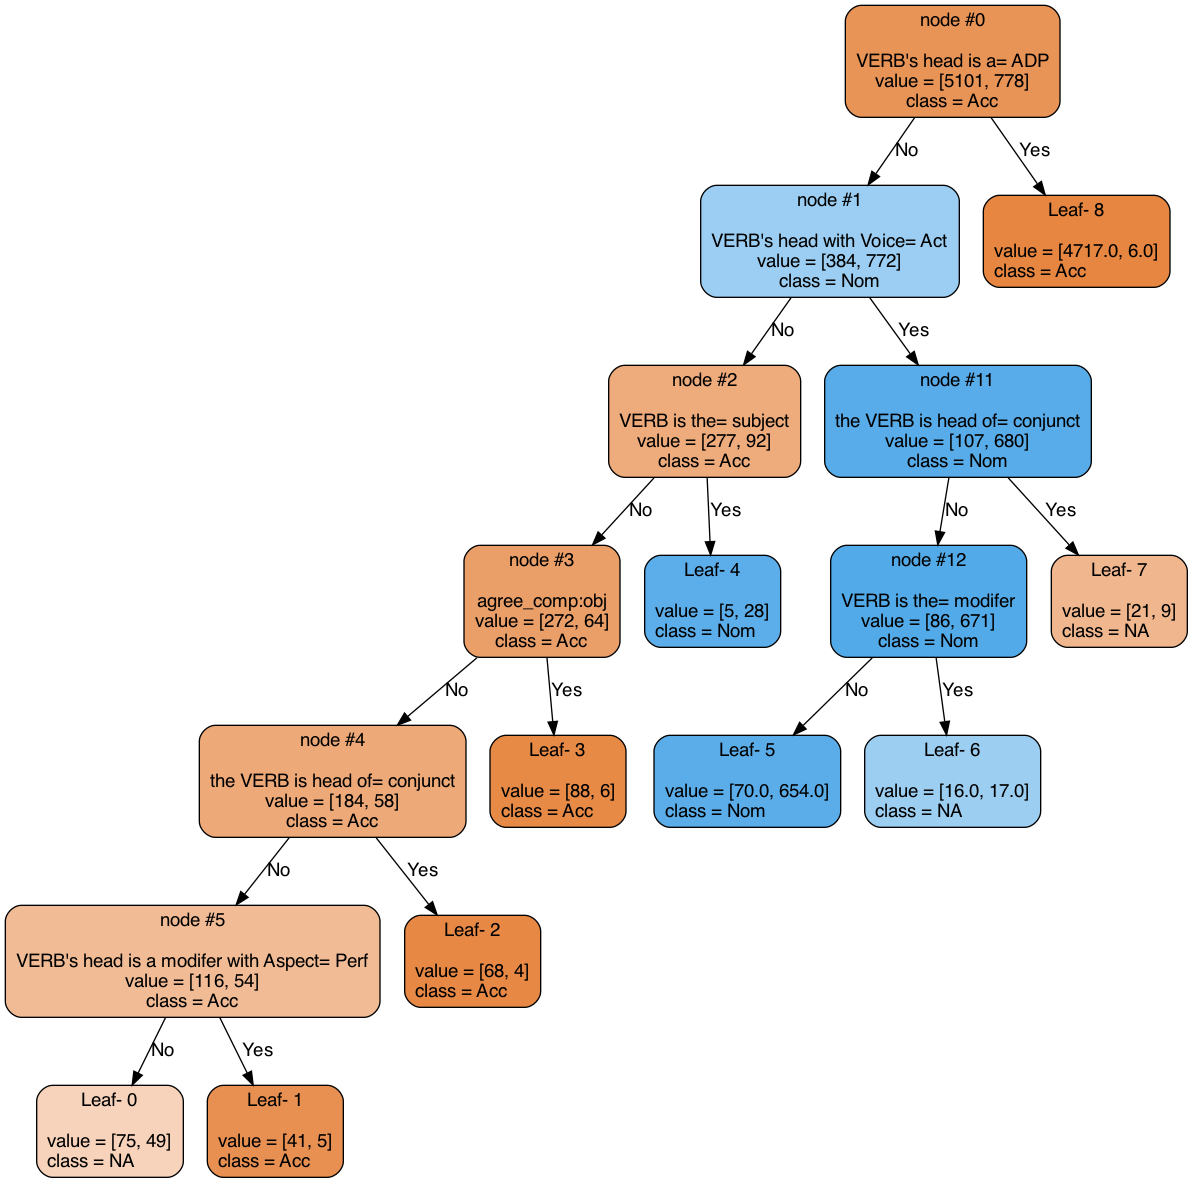 node #0
VERB's head is a= ADP
value = [5101, 778]
class = Acc
No
Yes
node #1
VERB's head with Voice= Act
value = [384, 772]
class = Nom
Leaf- 8
value = [4717.0, 6.0]
class = Acc
No
Yes
node #2
VERB is the= subject
value = [277, 92]
class = Acc
node #11
the VERB is head of= conjunct
value = [107, 680]
class = Nom
No
Yes
No
Yes
node #3
agree_comp:obj
value = [272, 64]
class = Acc
Leaf- 4
value = [5, 28]
class = Nom
node #12
VERB is the= modifer
value = [86, 671]
class = Nom
Leaf- 7
value = [21, 9]
class = NA
No
Yes
No
Yes
node #4
the VERB is head of= conjunct
value = [184, 58]
class = Acc
Leaf- 3
value = [88, 6]
class = Acc
Leaf- 5
value = [70.0, 654.0]
class = Nom
Leaf- 6
value = [16.0, 17.0]
class = NA
No
Yes
node #5
VERB's head is a modifer with Aspect= Perf
value = [116, 54]
class = Acc
Leaf- 2
value = [68, 4]
class = Acc
No
Yes
Leaf- 0
value = [75, 49]
class = NA
Leaf- 1
value = [41, 5]
class = Acc